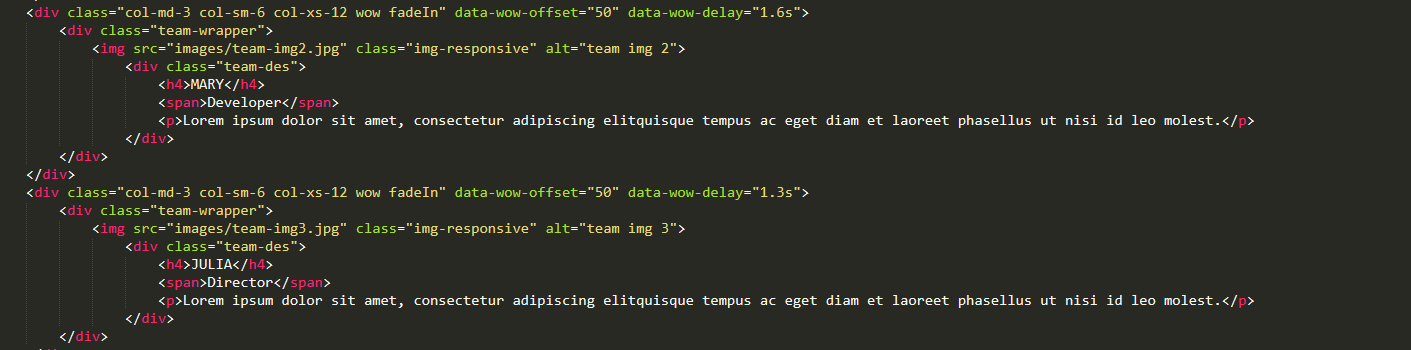 <div class="col-md-3 col-sm-6 col-xs-12 wow fadeIn" data-wow-offset="50" data-wow-delay="1.6s">
<div class="team-wrapper">
<img src="images/team-img2.jpg" class="img-responsive" alt="team img 2">
<div class="team-des">
<h4>MARY</h4>
<span>Developer</span>
<p>Lorem ipsum dolor sit amet, consectetur adipiscing elitquisque tempus ac eget diam et laoreet phasellus ut nisi id leo molest.</p>
</div>
</div>
</div>
<div class="col-md-3 col-sm-6 col-xs-12 wow fadeIn" data-wow-offset="50" data-wow-delay="1.3s">
<div class="team-wrapper">
<img src="images/team-img3.jpg" class="img-responsive" alt="team img 3">
<div class="team-des">
<h4>JULIA</h4>
<span>Director</span>
<p>Lorem ipsum dolor sit amet, consectetur adipiscing elitquisque tempus ac eget diam et laoreet phasellus ut nisi id leo molest.</p>
</div>
</div>